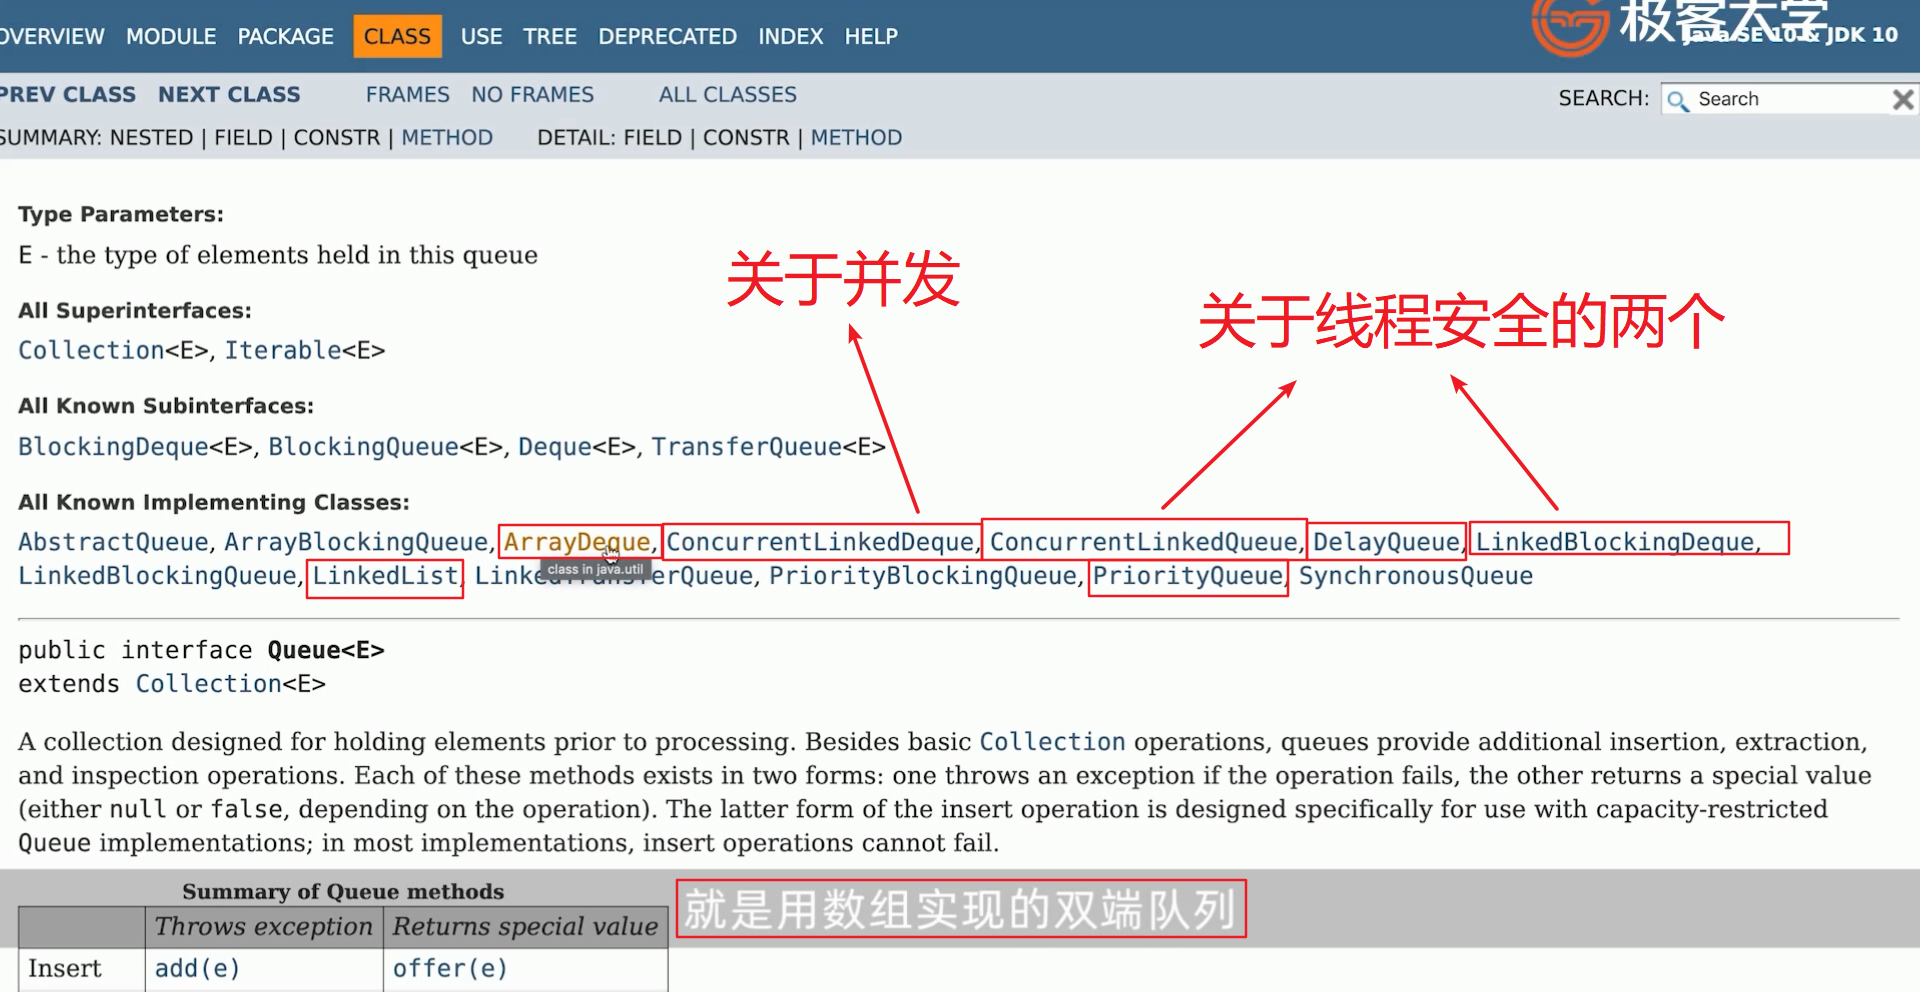 OVERVIEW MODULE PACKAGE CLASS USE TREE DEPRECATED INDEX HELP
极客大学
Java SE 10 & JDK 10
PREV CLASS NEXT CLASS FRAMES NO FRAMES ALL CLASSES
SEARCH: Search
SUMMARY: NESTED | FIELD | CONSTR | METHOD DETAIL: FIELD | CONSTR | METHOD
Type Parameters:
E - the type of elements held in this queue
关于并发
关于线程安全的两个
All Superinterfaces:
Collection<E>, Iterable<E>
All Known Subinterfaces:
BlockingDeque<E>, BlockingQueue<E>, Deque<E>, TransferQueue<E>
All Known Implementing Classes:
AbstractQueue, ArrayBlockingQueue, ArrayDeque, ConcurrentLinkedDeque, ConcurrentLinkedQueue, DelayQueue, LinkedBlockingDeque,
class in java.util
LinkedBlockingQueue, LinkedList, LinkedTransferQueue, PriorityBlockingQueue, PriorityQueue, SynchronousQueue
public interface Queue<E>
extends Collection<E>
A collection designed for holding elements prior to processing. Besides basic Collection operations, queues provide additional insertion, extraction,
and inspection operations. Each of these methods exists in two forms: one throws an exception if the operation fails, the other returns a special value
(either null or false, depending on the operation). The latter form of the insert operation is designed specifically for use with capacity-restricted
Queue implementations; in most implementations, insert operations cannot fail.
Summary of Queue methods
就是用数组实现的双端队列
Throws exception Returns special value
Insert add(e) offer(e)